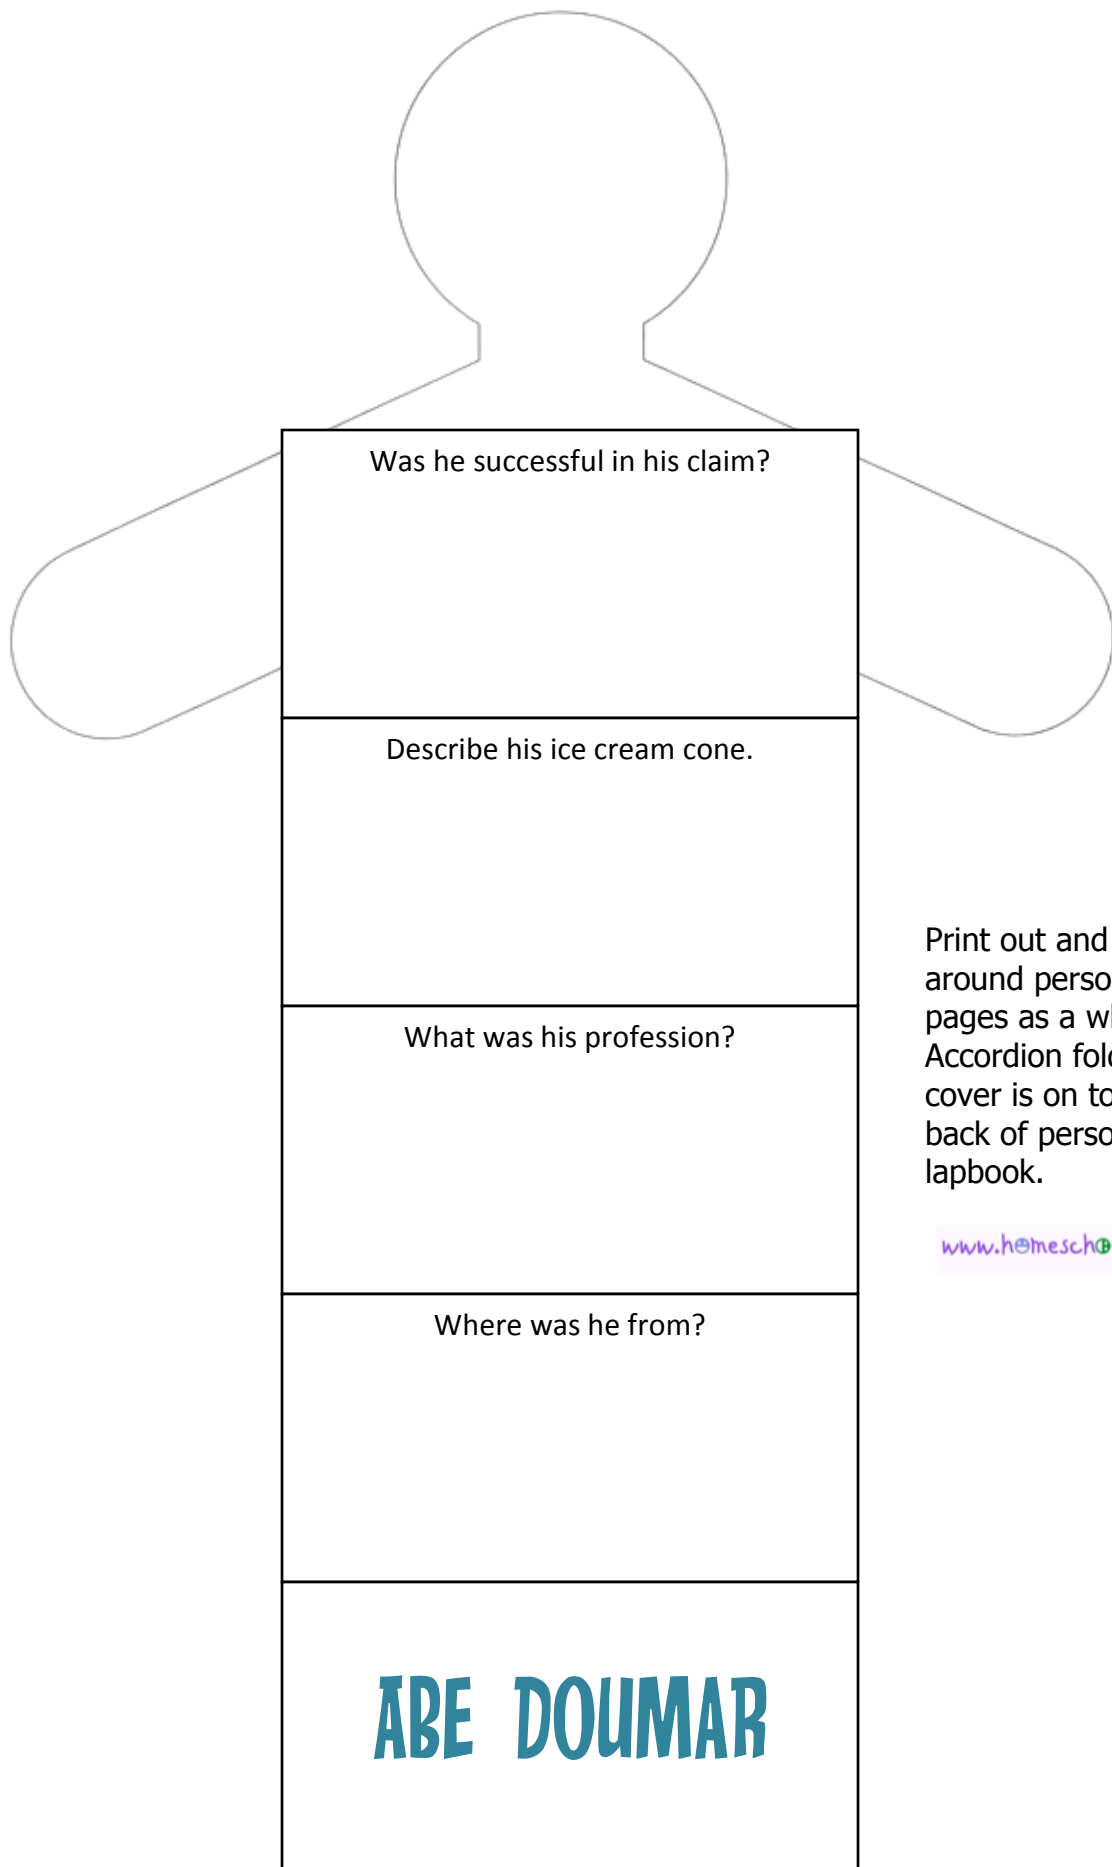 Was he successful in his claim?
Describe his ice cream cone.
What was his profession?
Where was he from?
ABE DOUMAR
Print out and
around perso
pages as a w
Accordion fol
cover is on to
back of perso
lapbook.
www.homescho